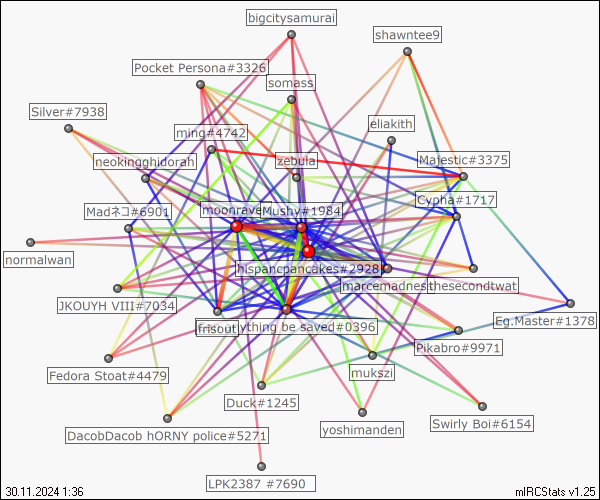 bigcitysamurai
shawntee9
Pocket Persona#3326
somass
Silver#7938
eliakith
ming#4742
neokingghidorah
zebula
Majestic#3375
Cypha#1717
Madネコ#6901
moonraven
Mushy#1984
normalwan
hispancpancakes#2928
marcemadnes
thesecondtwat
JKOUYH VIII#7034
Eg.Master#1378
frisout
ything be saved#0396
Pikabro#9971
Fedora Stoat#4479
mukszi
Duck#1245
Swirly Boi#6154
DacobDacob hORNY police#5271
yoshimanden
LPK2387 #7690
30.11.2024 1:36
mIRCStats v1.25